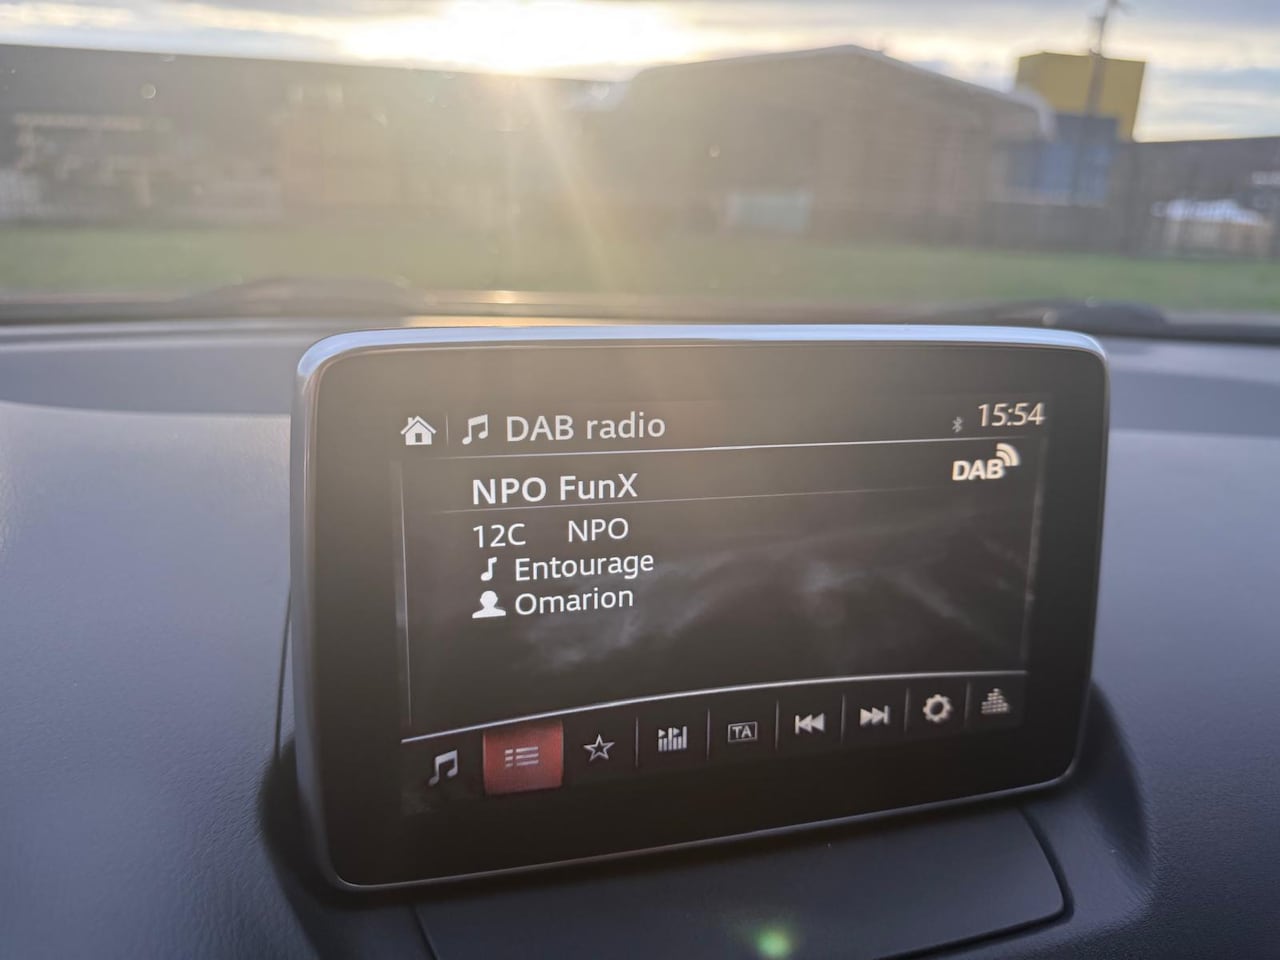 DAB radio
15:54
DAB
NPO FunX
12C NPO
Entourage
Omarion
TA